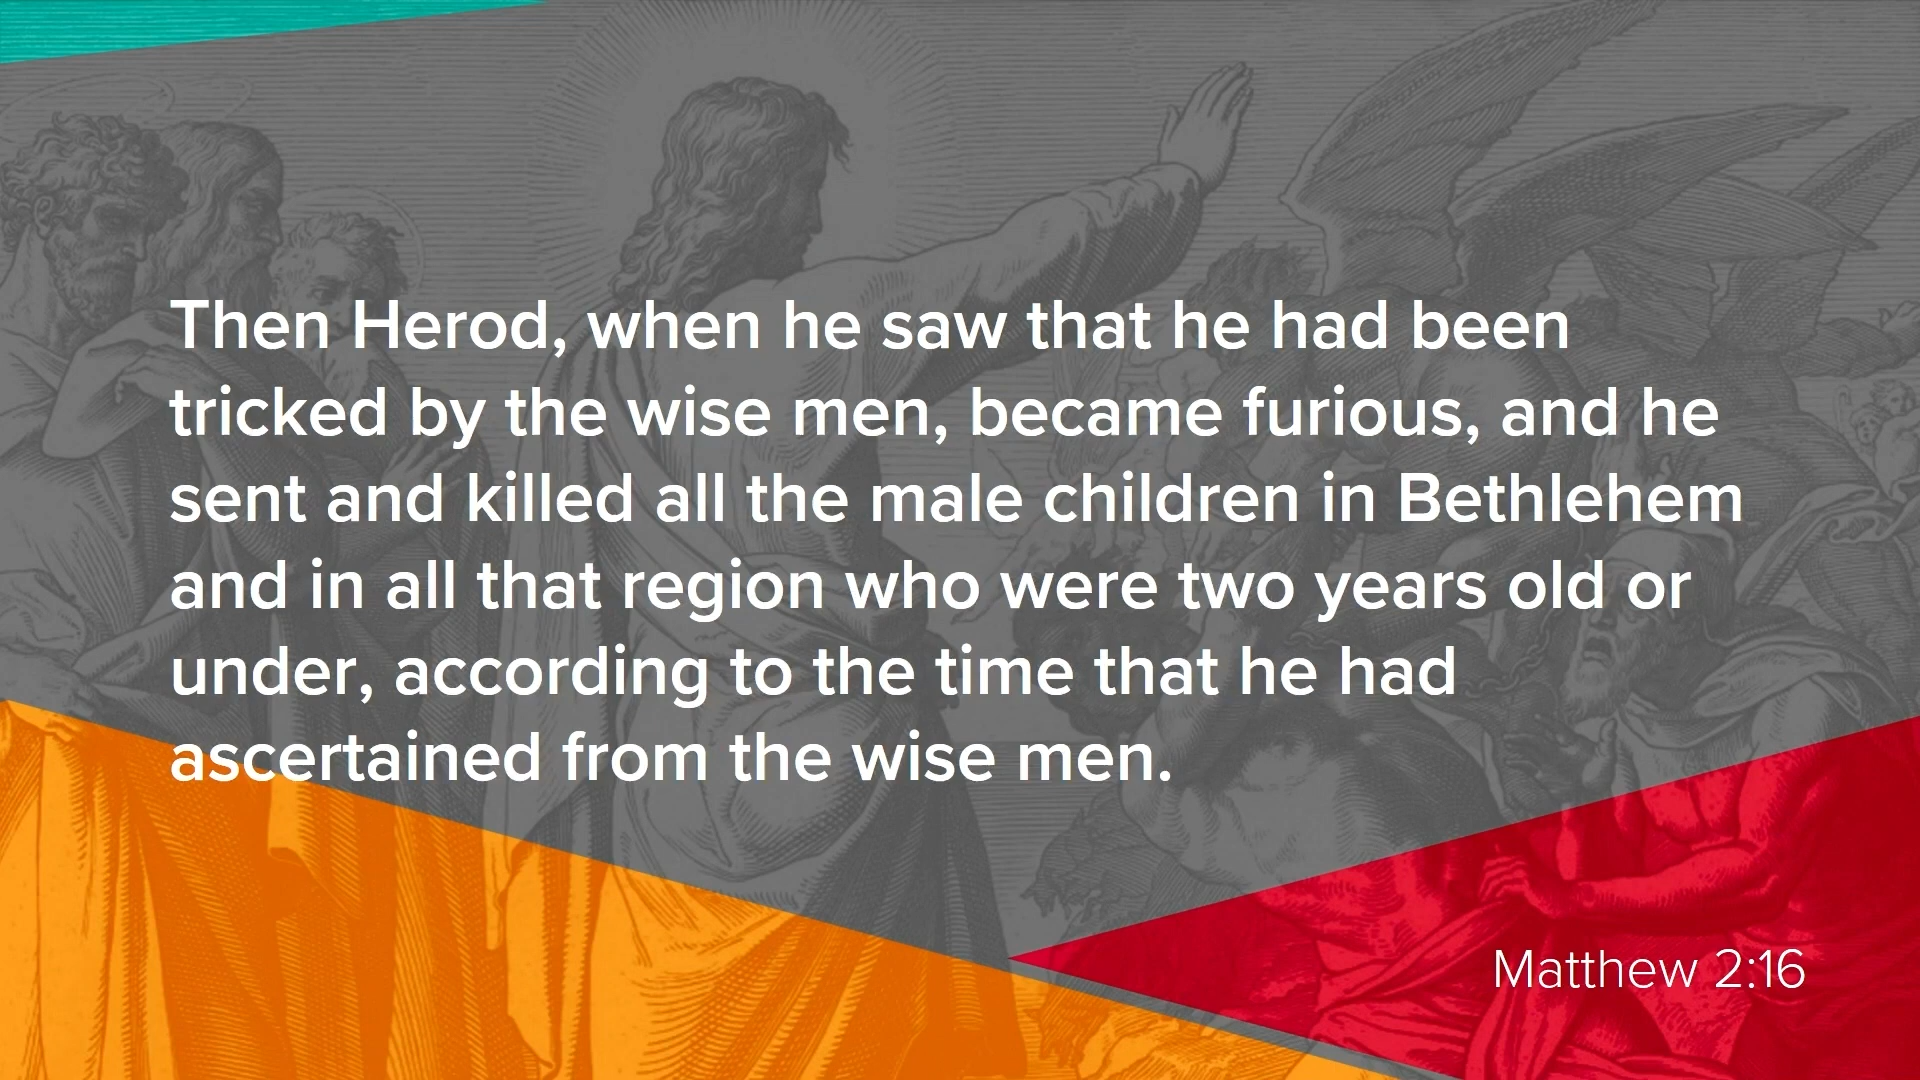 Then Herod, when he saw that he had been
tricked by the wise men, became furious, and he
sent and killed all the male children in Bethlehem
and in all that region who were two years old or
under, according to the time that he had
ascertained from the wise men.
Matthew 2:16